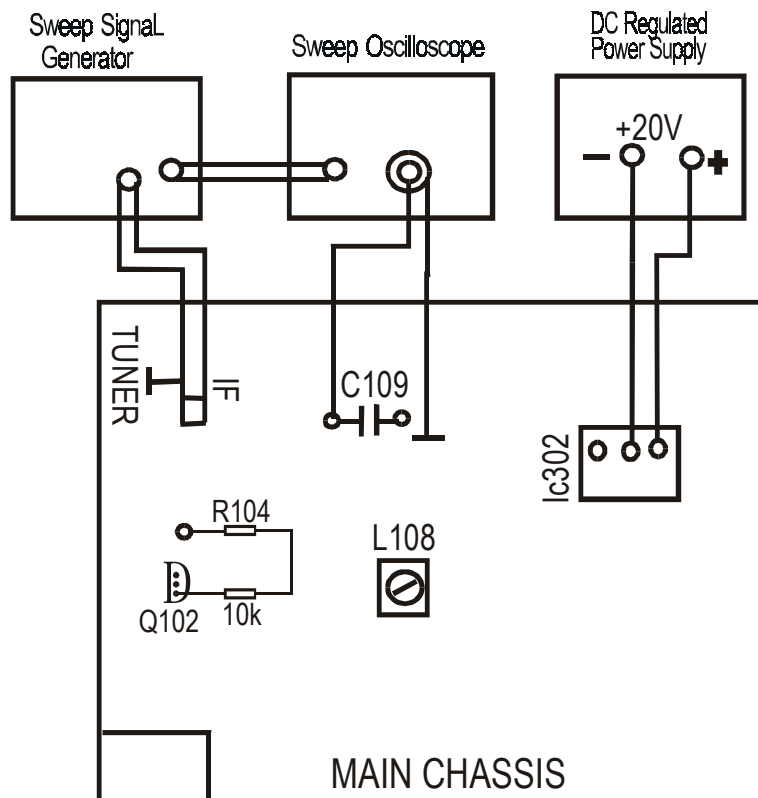 Sweep SignaL
Generator
Sweep Oscilloscope
DC Regulated
Power Supply
+20V
− +
TUNER
IF
C109
Ic302
R104
L108
Q102
10k
MAIN CHASSIS